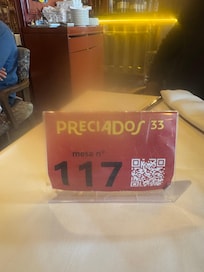 PRECIADOS 33
mesa nº
117